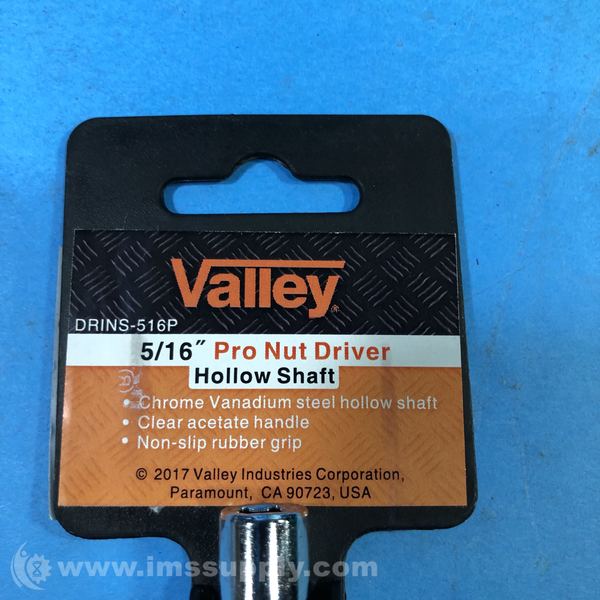 Valley®
DRINS-516P
5/16″ Pro Nut Driver
Hollow Shaft
• Chrome Vanadium steel hollow shaft
• Clear acetate handle
• Non-slip rubber grip
© 2017 Valley Industries Corporation,
Paramount, CA 90723, USA
www.imssupply.com